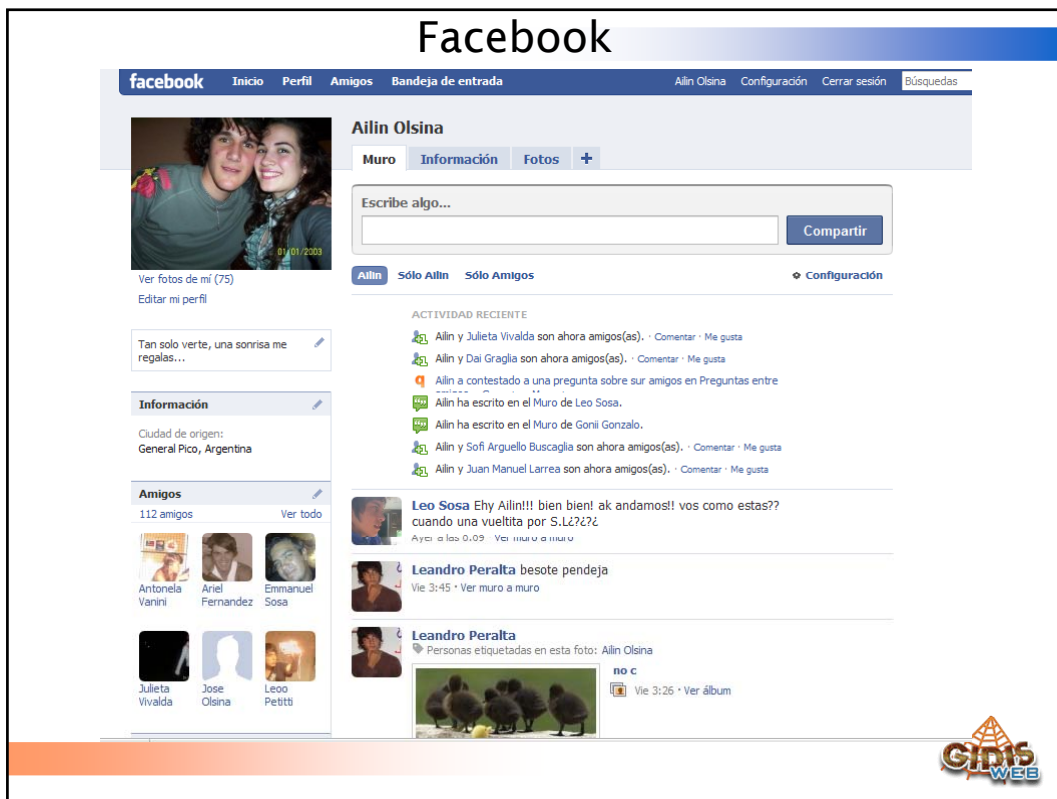 Facebook
facebook Inicio Perfil Amigos Bandeja de entrada Ailin Olsina Configuración Cerrar sesión Búsquedas
01/01/2003
Ver fotos de mí (75)
Editar mi perfil
Tan solo verte, una sonrisa me
regalas...
Información
Ciudad de origen:
General Pico, Argentina
Amigos
112 amigos Ver todo
Antonela
Vanini
Ariel
Fernandez
Emmanuel
Sosa
Julieta
Vivalda
Jose
Olsina
Leoo
Petitti
Ailin Olsina
Muro Información Fotos +
Escribe algo...
Compartir
Ailin Sólo Ailin Sólo Amigos Configuración
ACTIVIDAD RECIENTE
Ailin y Julieta Vivalda son ahora amigos(as). · Comentar · Me gusta
Ailin y Dai Graglia son ahora amigos(as). · Comentar · Me gusta
Ailin a contestado a una pregunta sobre sur amigos en Preguntas entre
Ailin ha escrito en el Muro de Leo Sosa.
Ailin ha escrito en el Muro de Gonii Gonzalo.
Ailin y Sofi Arguello Buscaglia son ahora amigos(as). · Comentar · Me gusta
Ailin y Juan Manuel Larrea son ahora amigos(as). · Comentar · Me gusta
Leo Sosa Ehy Ailin!!! bien bien! ak andamos!! vos como estas??
cuando una vueltita por S.L¿?¿?¿
Ayer a las 0:09 · Ver muro a muro
Leandro Peralta besote pendeja
Vie 3:45 · Ver muro a muro
Leandro Peralta
Personas etiquetadas en esta foto: Ailin Olsina
no c
Vie 3:26 · Ver álbum
GIDIS
WEB